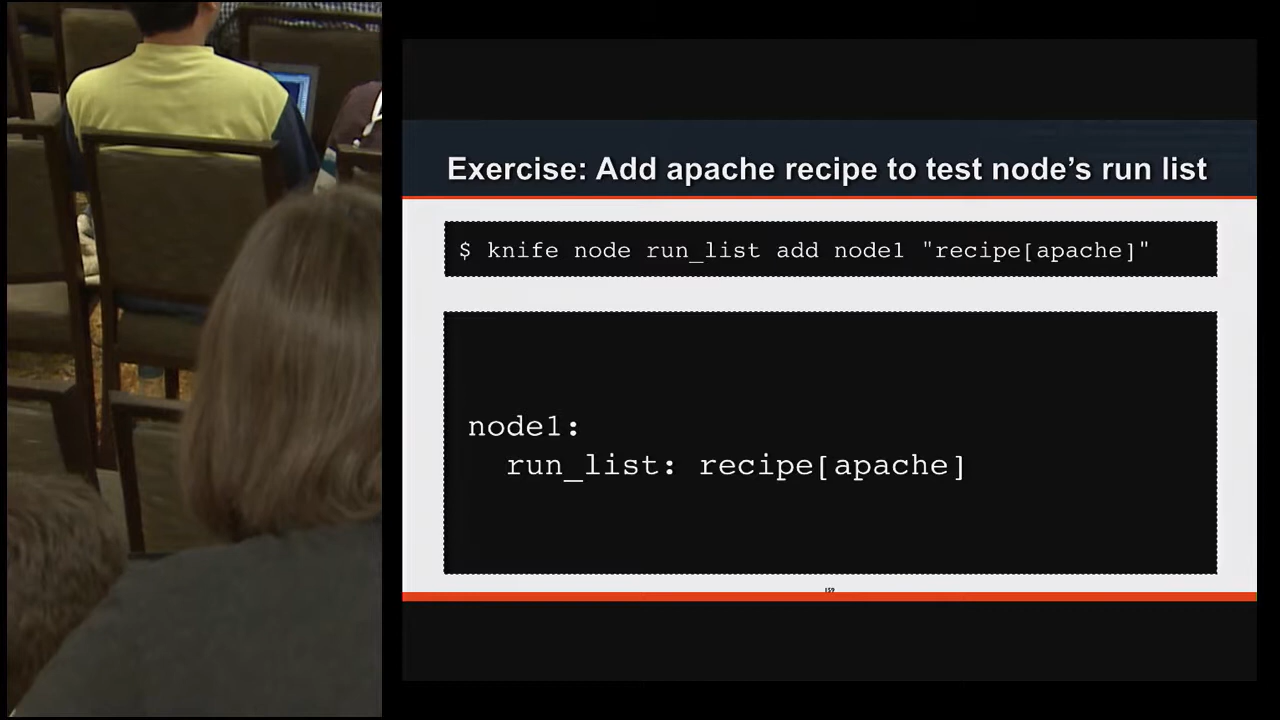 Exercise: Add apache recipe to test node's run list
$ knife node run_list add node1 "recipe[apache]"
node1:
  run_list: recipe[apache]
159